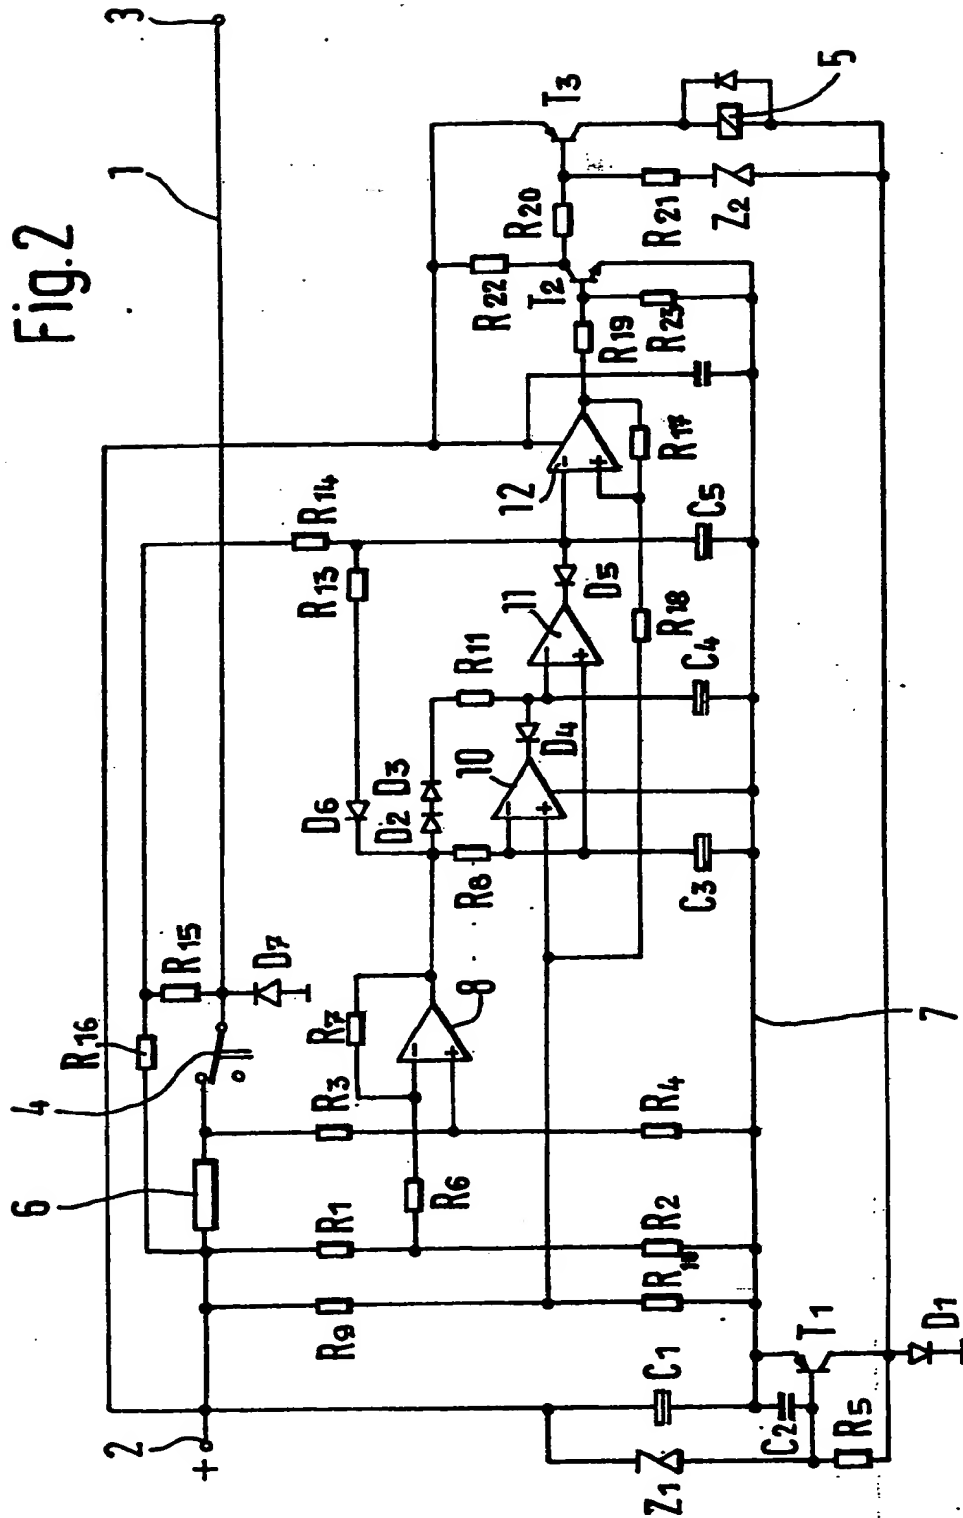 Fig.2
1
3
4
6
R16
R15
D7
R14
R13
D6
D2
D3
R11
R22
R20
T3
T2
5
R21
Z2
R19
R23
12
11
10
8
R7
R8
D4
D5
R17
R18
C5
C4
C3
R3
R4
R6
R1
R2
R9
R10
2
+
C1
Z1
C2
T1
R5
D1
7
−
+
−
+
−
+
−
+